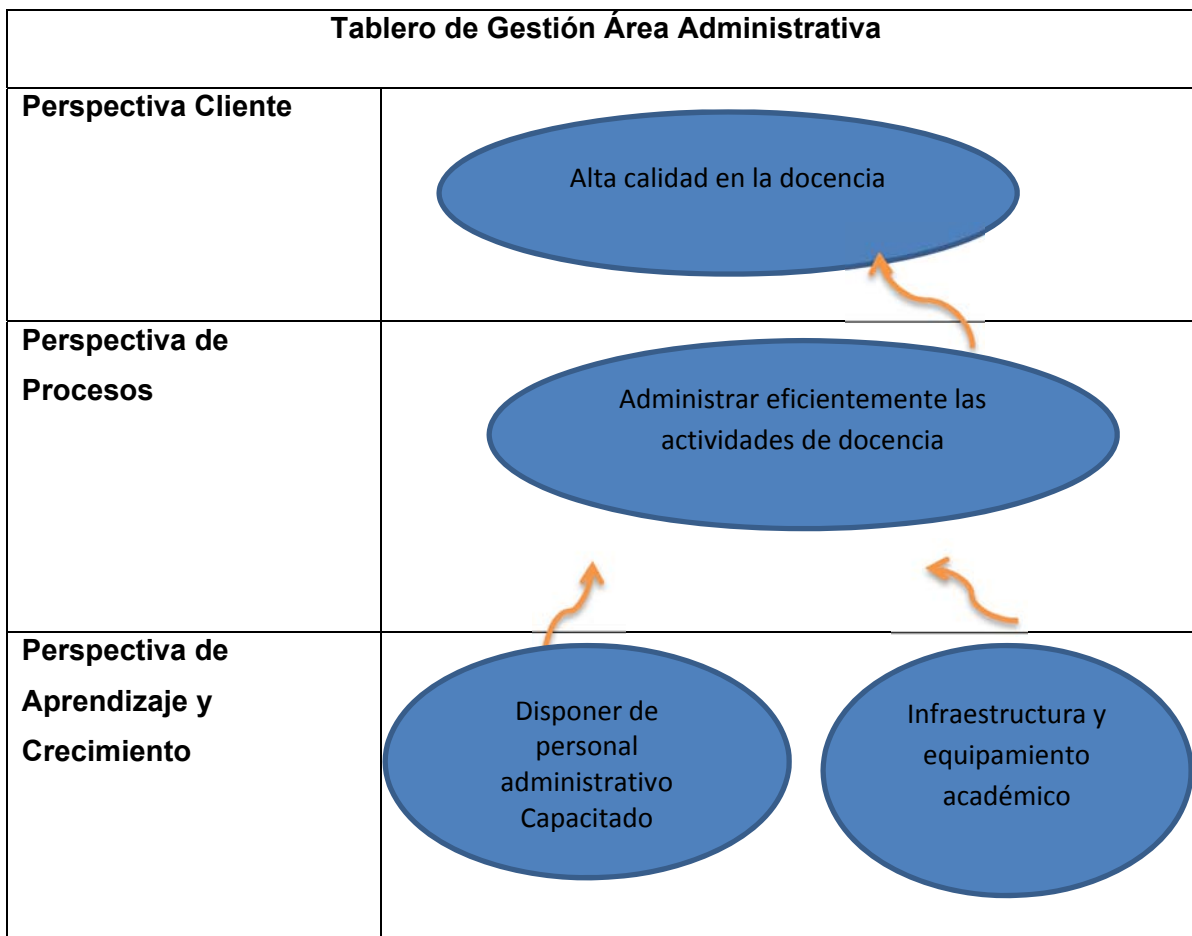 Tablero de Gestión Área Administrativa
Perspectiva Cliente
Alta calidad en la docencia
Perspectiva de
Procesos
Administrar eficientemente las
actividades de docencia
Perspectiva de
Aprendizaje y
Crecimiento
Disponer de
personal
administrativo
Capacitado
Infraestructura y
equipamiento
académico